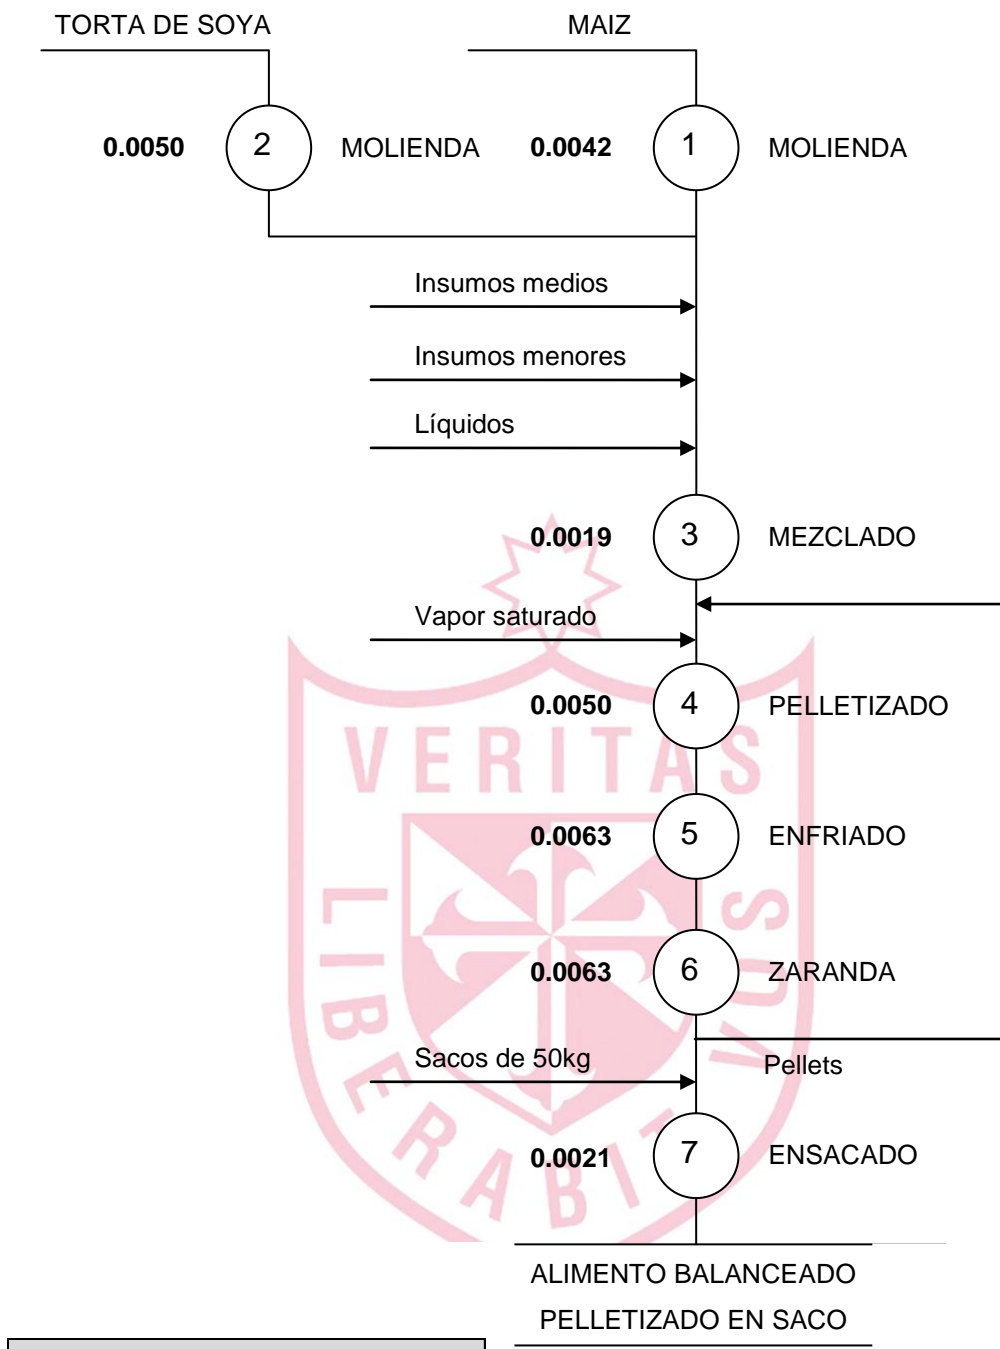 TORTA DE SOYA MAIZ
0.0050 2 MOLIENDA 0.0042 1 MOLIENDA
Insumos medios
Insumos menores
Líquidos
0.0019 3 MEZCLADO
Vapor saturado
0.0050 4 PELLETIZADO
VERITAS
0.0063 5 ENFRIADO
LIBERABIT VOS
0.0063 6 ZARANDA
Sacos de 50kg Pellets
0.0021 7 ENSACADO
ALIMENTO BALANCEADO
PELLETIZADO EN SACO